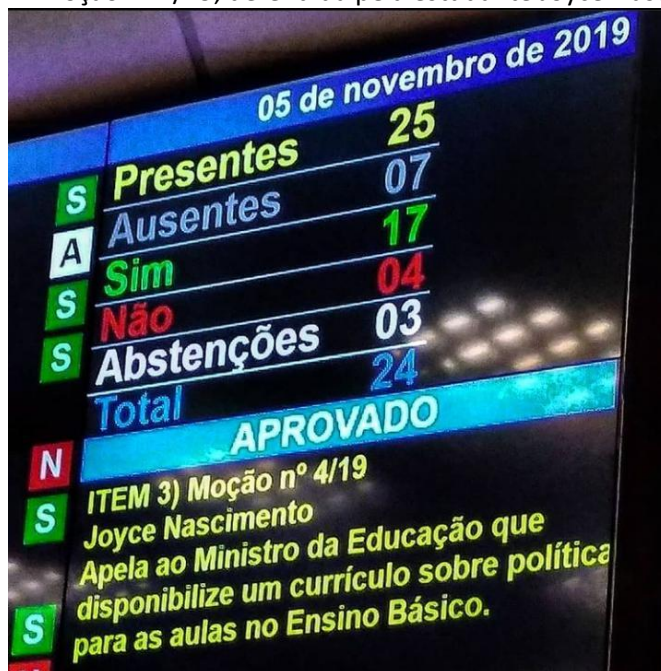 05 de novembro de 2019
S Presentes 25
A Ausentes 07
S Sim 17
S Não 04
Abstenções 03
Total 24
N APROVADO
S ITEM 3) Moção nº 4/19
Joyce Nascimento
Apela ao Ministro da Educação que
disponibilize um currículo sobre política
S para as aulas no Ensino Básico.